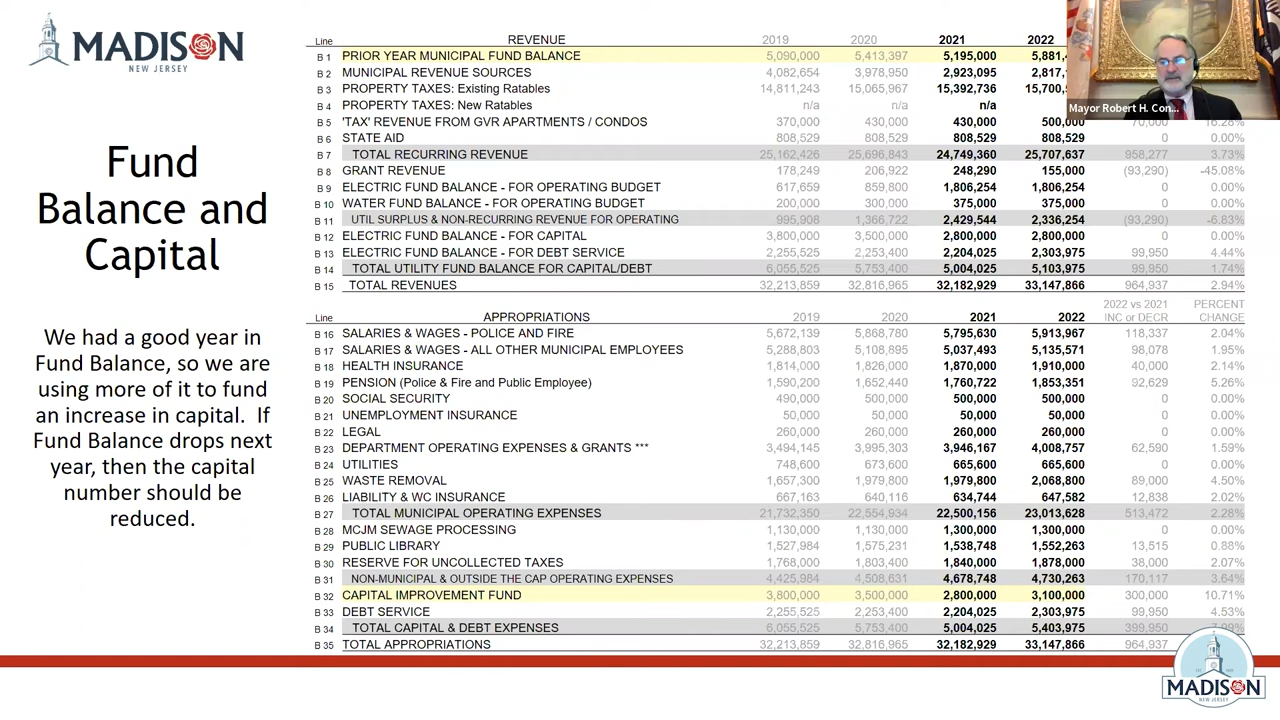 MADISON
NEW JERSEY
Fund
Balance and
Capital
We had a good year in
Fund Balance, so we are
using more of it to fund
an increase in capital. If
Fund Balance drops next
year, then the capital
number should be
reduced.
Line REVENUE 2019 2020 2021 2022
B 1 PRIOR YEAR MUNICIPAL FUND BALANCE 5,090,000 5,413,397 5,195,000
B 2 MUNICIPAL REVENUE SOURCES 4,082,654 3,978,950 2,923,095
B 3 PROPERTY TAXES: Existing Ratables 14,811,243 15,065,967 15,392,736
B 4 PROPERTY TAXES: New Ratables n/a n/a n/a
B 5 'TAX' REVENUE FROM GVR APARTMENTS / CONDOS 370,000 430,000 430,000 500,000 70,000 16.28%
B 6 STATE AID 808,529 808,529 808,529 808,529 0 0.00%
B 7 TOTAL RECURRING REVENUE 25,162,426 25,696,843 24,749,360 25,707,637 958,277 3.73%
B 8 GRANT REVENUE 178,249 206,922 248,290 155,000 (93,290) -45.08%
B 9 ELECTRIC FUND BALANCE - FOR OPERATING BUDGET 617,659 859,800 1,806,254 1,806,254 0 0.00%
B 10 WATER FUND BALANCE - FOR OPERATING BUDGET 200,000 300,000 375,000 375,000 0 0.00%
B 11 UTIL SURPLUS & NON-RECURRING REVENUE FOR OPERATING 995,908 1,366,722 2,429,544 2,336,254 (93,290) -6.83%
B 12 ELECTRIC FUND BALANCE - FOR CAPITAL 3,800,000 3,500,000 2,800,000 2,800,000 0 0.00%
B 13 ELECTRIC FUND BALANCE - FOR DEBT SERVICE 2,255,525 2,253,400 2,204,025 2,303,975 99,950 4.44%
B 14 TOTAL UTILITY FUND BALANCE FOR CAPITAL/DEBT 6,055,525 5,753,400 5,004,025 5,103,975 99,950 1.74%
B 15 TOTAL REVENUES 32,213,859 32,816,965 32,182,929 33,147,866 964,937 2.94%
2022 vs 2021 PERCENT
Line APPROPRIATIONS 2019 2020 2021 2022 INC or DECR CHANGE
B 16 SALARIES & WAGES - POLICE AND FIRE 5,672,139 5,868,780 5,795,630 5,913,967 118,337 2.04%
B 17 SALARIES & WAGES - ALL OTHER MUNICIPAL EMPLOYEES 5,288,803 5,108,895 5,037,493 5,135,571 98,078 1.95%
B 18 HEALTH INSURANCE 1,814,000 1,826,000 1,870,000 1,910,000 40,000 2.14%
B 19 PENSION (Police & Fire and Public Employee) 1,590,200 1,652,440 1,760,722 1,853,351 92,629 5.26%
B 20 SOCIAL SECURITY 490,000 500,000 500,000 500,000 0 0.00%
B 21 UNEMPLOYMENT INSURANCE 50,000 50,000 50,000 50,000 0 0.00%
B 22 LEGAL 260,000 260,000 260,000 260,000 0 0.00%
B 23 DEPARTMENT OPERATING EXPENSES & GRANTS *** 3,494,145 3,995,303 3,946,167 4,008,757 62,590 1.59%
B 24 UTILITIES 748,600 673,600 665,600 665,600 0 0.00%
B 25 WASTE REMOVAL 1,657,300 1,979,800 1,979,800 2,068,800 89,000 4.50%
B 26 LIABILITY & WC INSURANCE 667,163 640,116 634,744 647,582 12,838 2.02%
B 27 TOTAL MUNICIPAL OPERATING EXPENSES 21,732,350 22,554,934 22,500,156 23,013,628 513,472 2.28%
B 28 MCJM SEWAGE PROCESSING 1,130,000 1,130,000 1,300,000 1,300,000 0 0.00%
B 29 PUBLIC LIBRARY 1,527,984 1,575,231 1,538,748 1,552,263 13,515 0.88%
B 30 RESERVE FOR UNCOLLECTED TAXES 1,768,000 1,803,400 1,840,000 1,878,000 38,000 2.07%
B 31 NON-MUNICIPAL & OUTSIDE THE CAP OPERATING EXPENSES 4,425,984 4,508,631 4,678,748 4,730,263 170,117 3.64%
B 32 CAPITAL IMPROVEMENT FUND 3,800,000 3,500,000 2,800,000 3,100,000 300,000 10.71%
B 33 DEBT SERVICE 2,255,525 2,253,400 2,204,025 2,303,975 99,950 4.53%
B 34 TOTAL CAPITAL & DEBT EXPENSES 6,055,525 5,753,400 5,004,025 5,403,975 399,950
B 35 TOTAL APPROPRIATIONS 32,213,859 32,816,965 32,182,929 33,147,866 964,937
Mayor Robert H. Con...
MADISON
NEW JERSEY